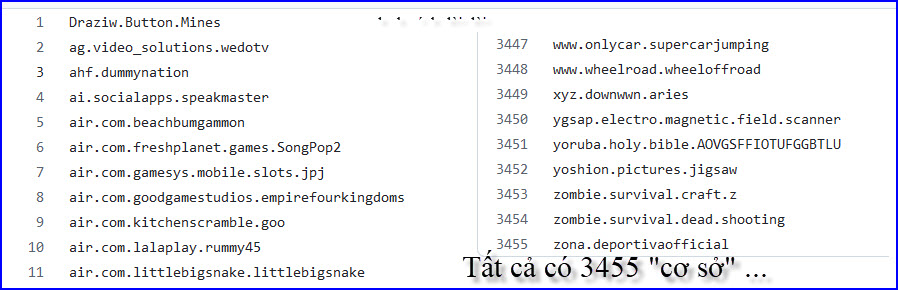 1 Draziw.Button.Mines
2 ag.video_solutions.wedotv
3 ahf.dummynation
4 ai.socialapps.speakmaster
5 air.com.beachbumgammon
6 air.com.freshplanet.games.SongPop2
7 air.com.gamesys.mobile.slots.jpj
8 air.com.goodgamestudios.empirefourkingdoms
9 air.com.kitchenscramble.goo
10 air.com.lalaplay.rummy45
11 air.com.littlebigsnake.littlebigsnake
3447 www.onlycar.supercarjumping
3448 www.wheelroad.wheeloffroad
3449 xyz.downwwn.aries
3450 ygsap.electro.magnetic.field.scanner
3451 yoruba.holy.bible.AOVGSFFIOTUFGGBTLU
3452 yoshion.pictures.jigsaw
3453 zombie.survival.craft.z
3454 zombie.survival.dead.shooting
3455 zona.deportivaofficial
Tất cả có 3455 "cơ sở" ...